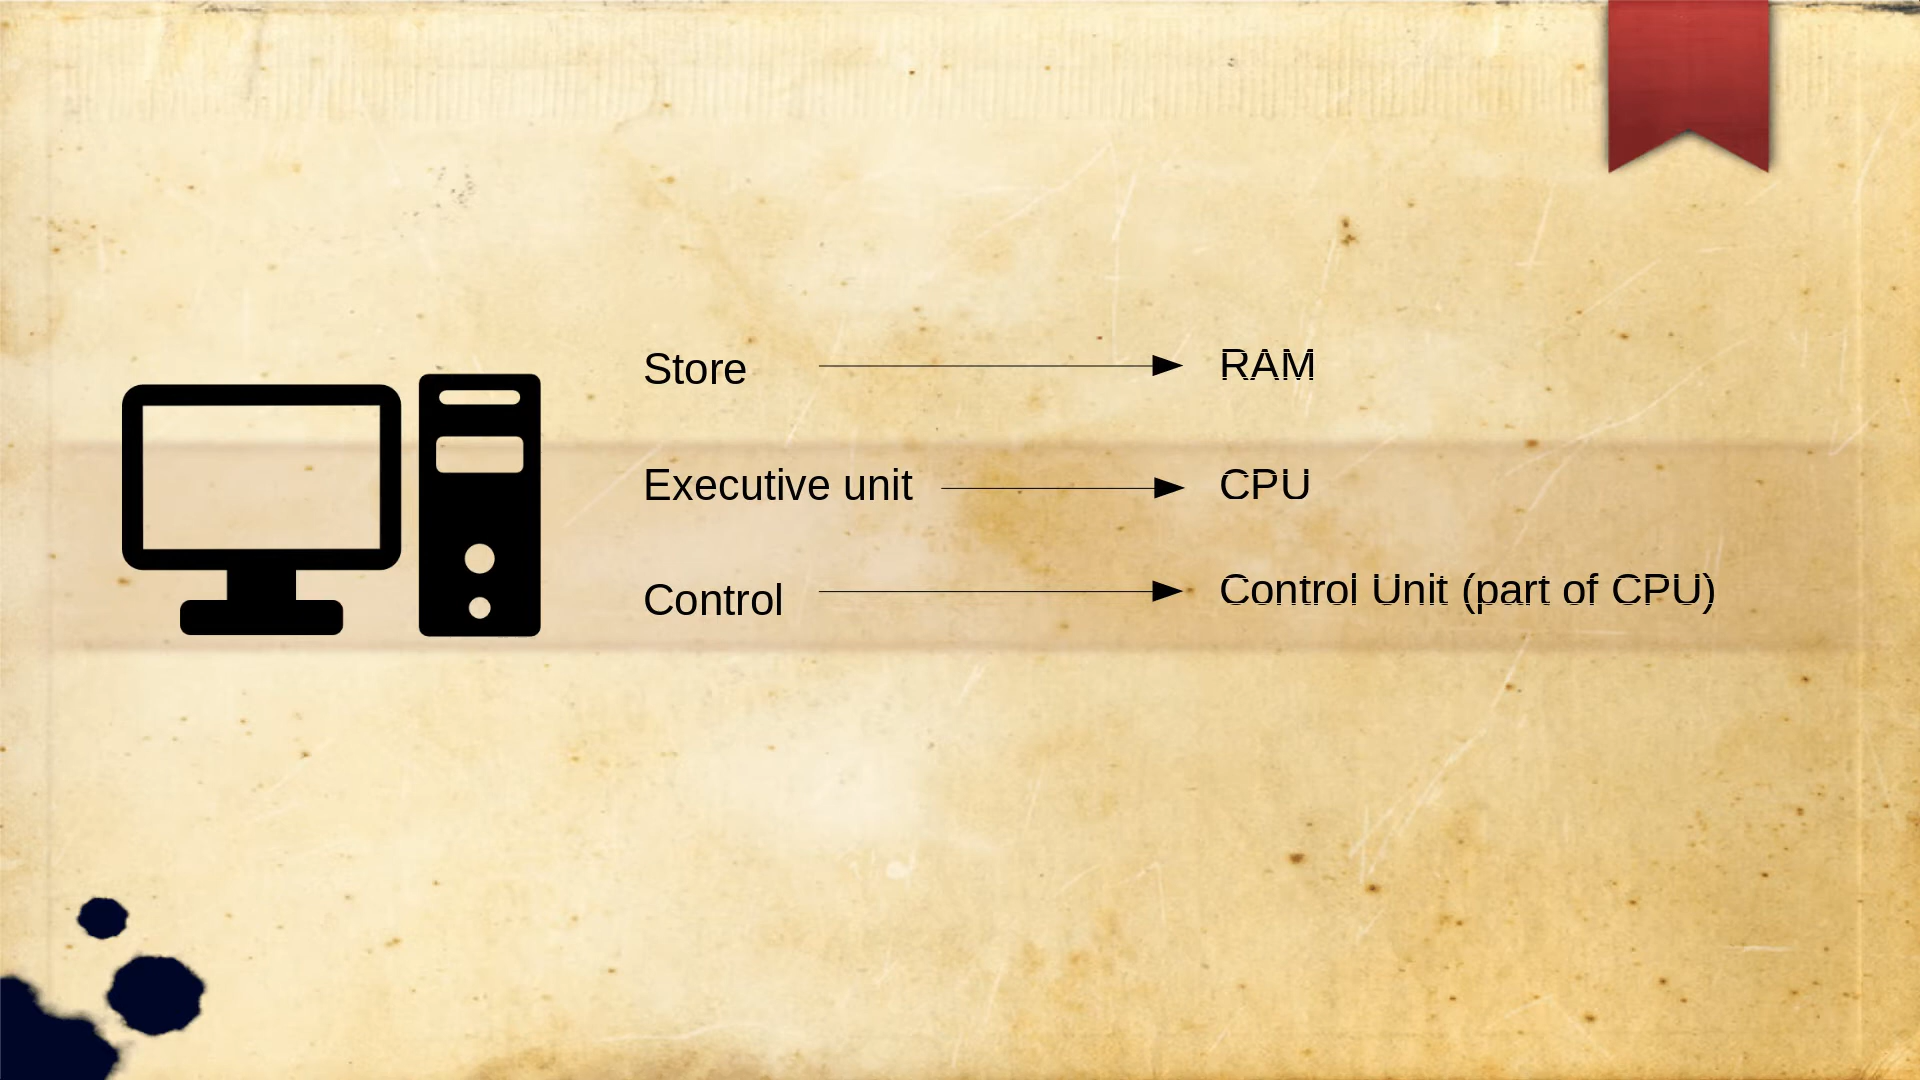 Store RAM
Executive unit CPU
Control Control Unit (part of CPU)